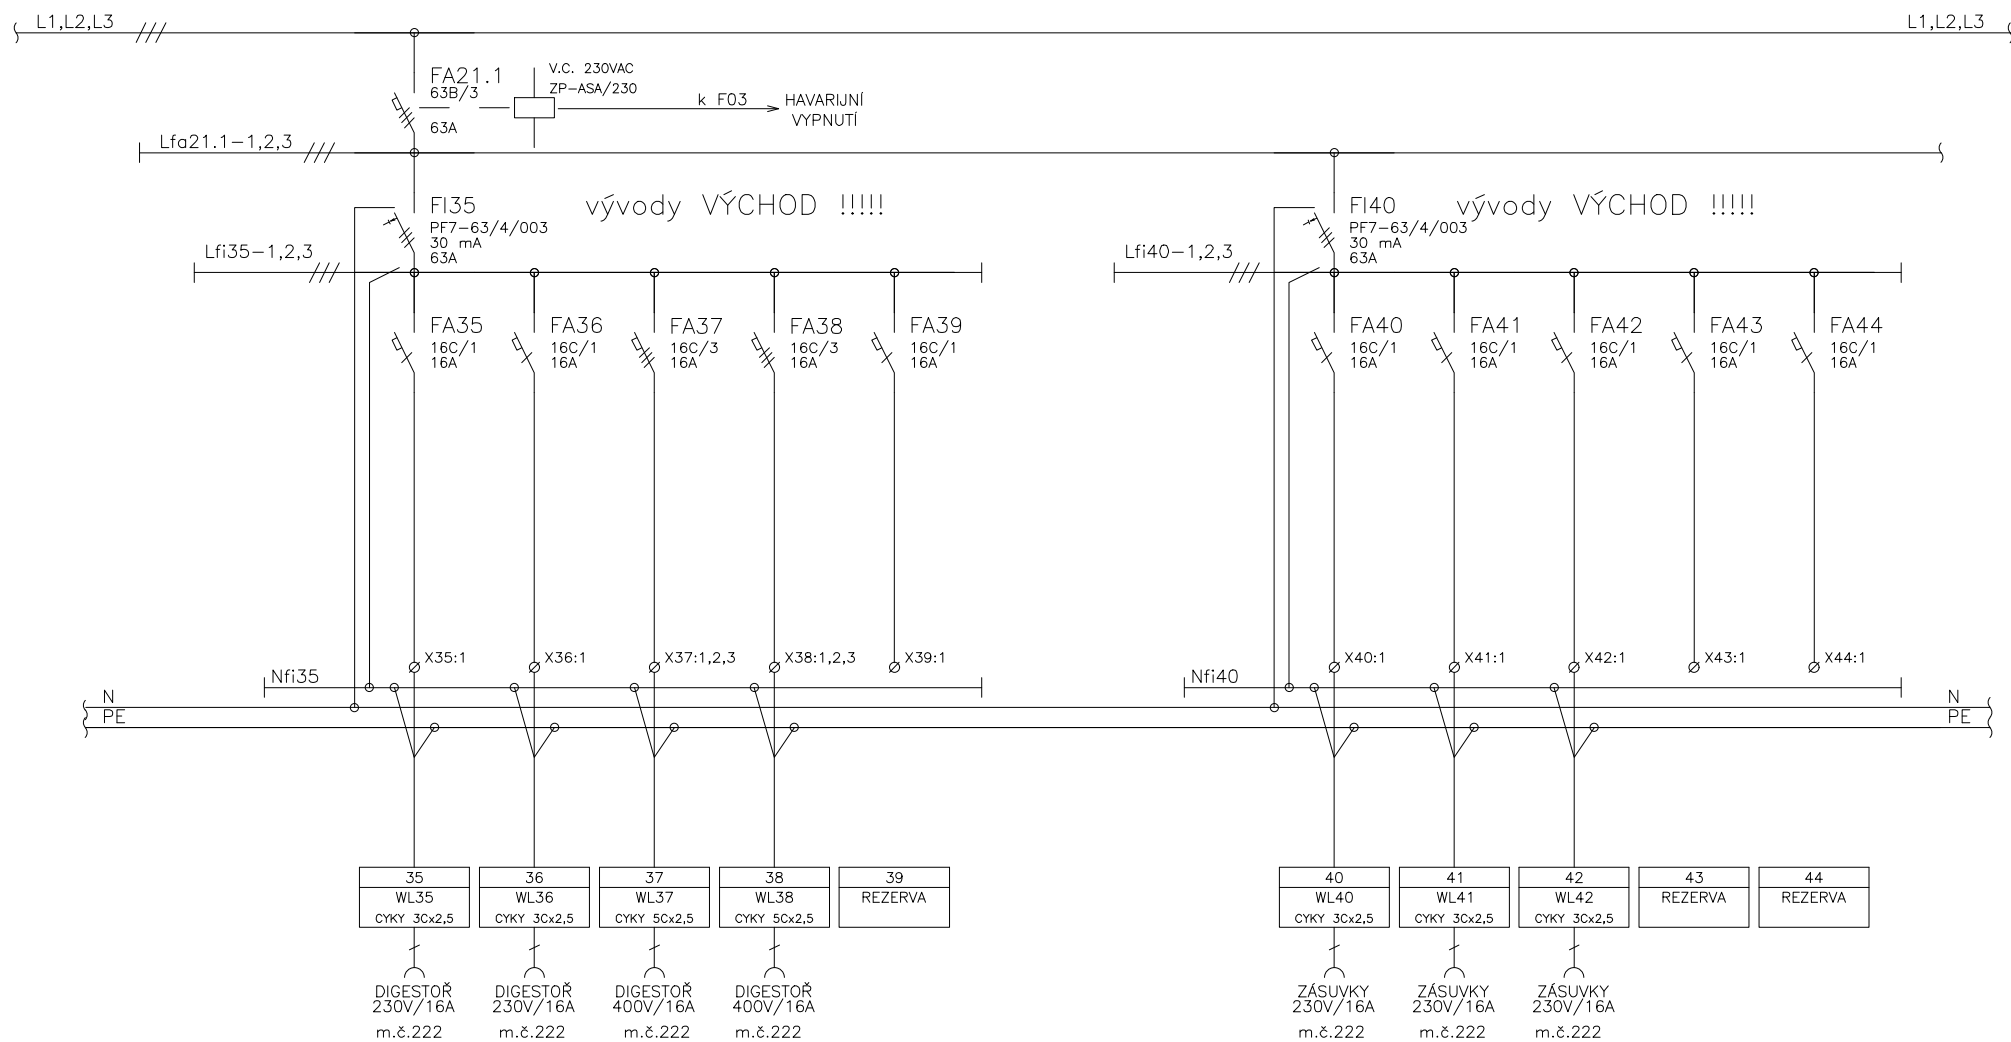 L1,L2,L3
L1,L2,L3
FA21.1
63B/3
63A
V.C. 230VAC
ZP-ASA/230
k F03
HAVARIJNÍ
VYPNUTÍ
Lfa21.1-1,2,3
FI35
PF7-63/4/003
30 mA
63A
vývody VÝCHOD !!!!!
FI40
PF7-63/4/003
30 mA
63A
vývody VÝCHOD !!!!!
Lfi35-1,2,3
Lfi40-1,2,3
FA35
16C/1
16A
FA36
16C/1
16A
FA37
16C/3
16A
FA38
16C/3
16A
FA39
16C/1
16A
FA40
16C/1
16A
FA41
16C/1
16A
FA42
16C/1
16A
FA43
16C/1
16A
FA44
16C/1
16A
X35:1
X36:1
X37:1,2,3
X38:1,2,3
X39:1
X40:1
X41:1
X42:1
X43:1
X44:1
Nfi35
Nfi40
N
PE
N
PE
35
WL35
CYKY 3Cx2,5
36
WL36
CYKY 3Cx2,5
37
WL37
CYKY 5Cx2,5
38
WL38
CYKY 5Cx2,5
39
REZERVA
40
WL40
CYKY 3Cx2,5
41
WL41
CYKY 3Cx2,5
42
WL42
CYKY 3Cx2,5
43
REZERVA
44
REZERVA
DIGESTOŘ
230V/16A
m.č.222
DIGESTOŘ
230V/16A
m.č.222
DIGESTOŘ
400V/16A
m.č.222
DIGESTOŘ
400V/16A
m.č.222
ZÁSUVKY
230V/16A
m.č.222
ZÁSUVKY
230V/16A
m.č.222
ZÁSUVKY
230V/16A
m.č.222